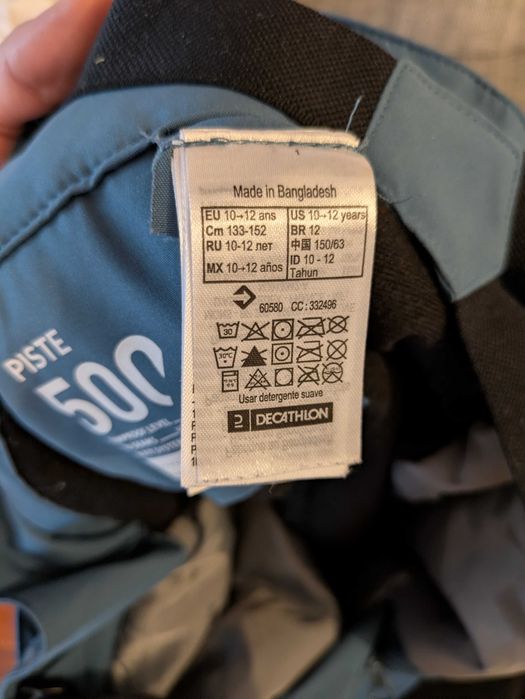 Made in Bangladesh
EU 10→12 ans US 10→12 years
Cm 133-152 BR 12
RU 10-12 лет 中国 150/63
MX 10→12 años ID 10 - 12 Tahun
60580 CC : 332496
30
30°C
Usar detergente suave
DECATHLON
PISTE
500